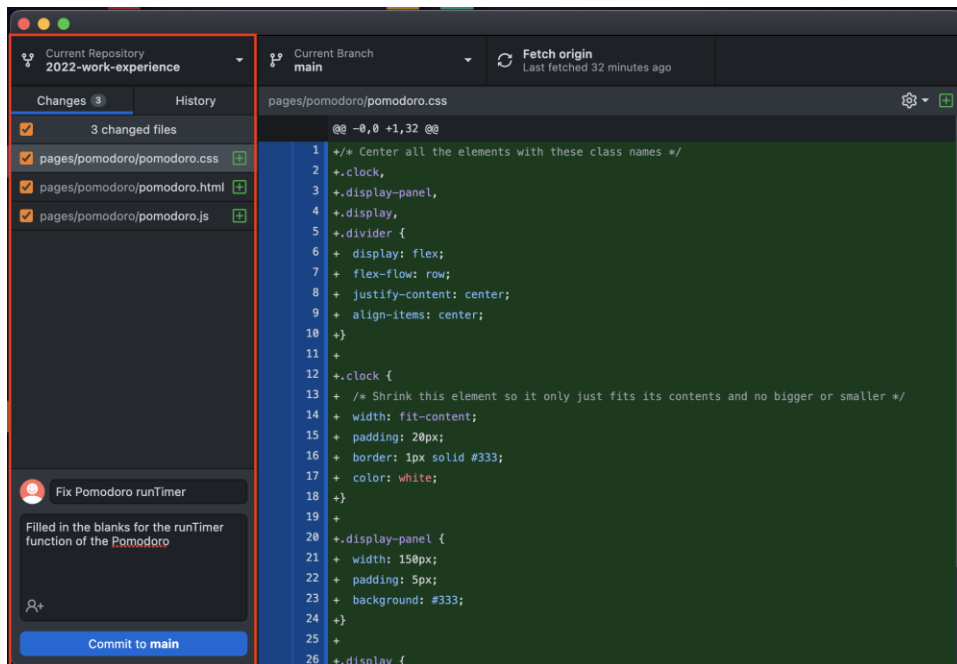 Current Repository
2022-work-experience
Current Branch
main
Fetch origin
Last fetched 32 minutes ago
Changes 3
History
3 changed files
pages/pomodoro/pomodoro.css
pages/pomodoro/pomodoro.html
pages/pomodoro/pomodoro.js
Fix Pomodoro runTimer
Filled in the blanks for the runTimer
function of the Pomodoro
Commit to main
pages/pomodoro/pomodoro.css
@@ -0,0 +1,32 @@
1 +/* Center all the elements with these class names */
2 +.clock,
3 +.display-panel,
4 +.display,
5 +.divider {
6 +  display: flex;
7 +  flex-flow: row;
8 +  justify-content: center;
9 +  align-items: center;
10 +}
11 +
12 +.clock {
13 +  /* Shrink this element so it only just fits its contents and no bigger or smaller */
14 +  width: fit-content;
15 +  padding: 20px;
16 +  border: 1px solid #333;
17 +  color: white;
18 +}
19 +
20 +.display-panel {
21 +  width: 150px;
22 +  padding: 5px;
23 +  background: #333;
24 +}
25 +
26 +.display {